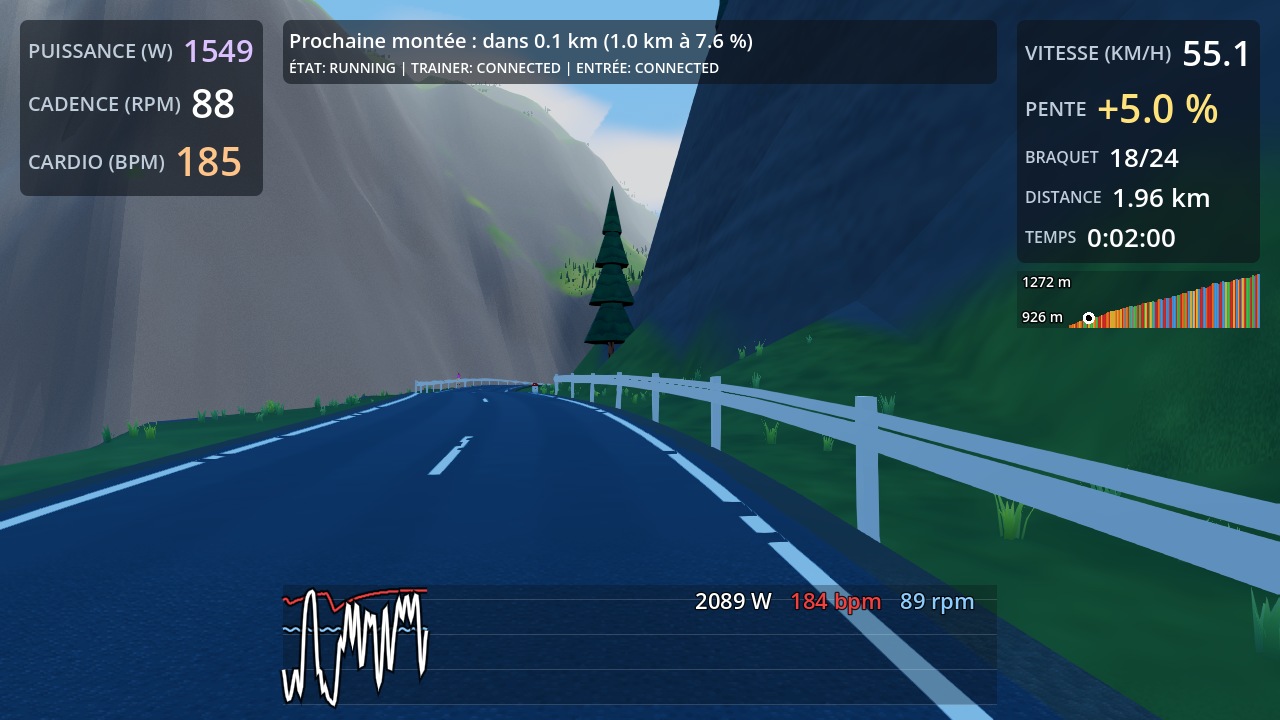 PUISSANCE (W) 1549
CADENCE (RPM) 88
CARDIO (BPM) 185
Prochaine montée : dans 0.1 km (1.0 km à 7.6 %)
ÉTAT: RUNNING | TRAINER: CONNECTED | ENTRÉE: CONNECTED
VITESSE (KM/H) 55.1
PENTE +5.0 %
BRAQUET 18/24
DISTANCE 1.96 km
TEMPS 0:02:00
1272 m
926 m
2089 W 184 bpm 89 rpm